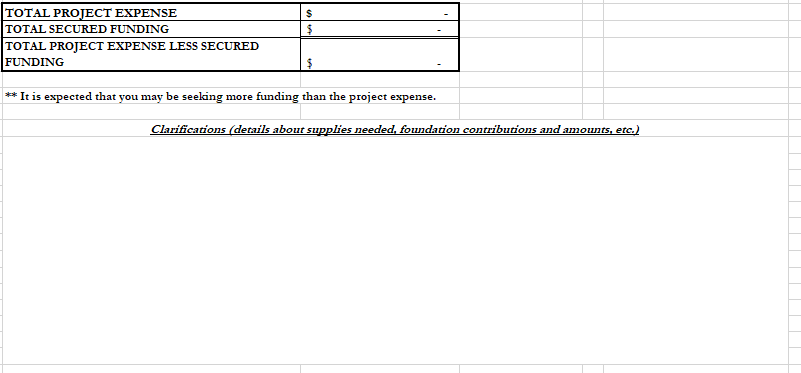 TOTAL PROJECT EXPENSE $ -
TOTAL SECURED FUNDING $ -
TOTAL PROJECT EXPENSE LESS SECURED
FUNDING $ -
** It is expected that you may be seeking more funding than the project expense.
Clarifications (details about supplies needed, foundation contributions and amounts, etc.)